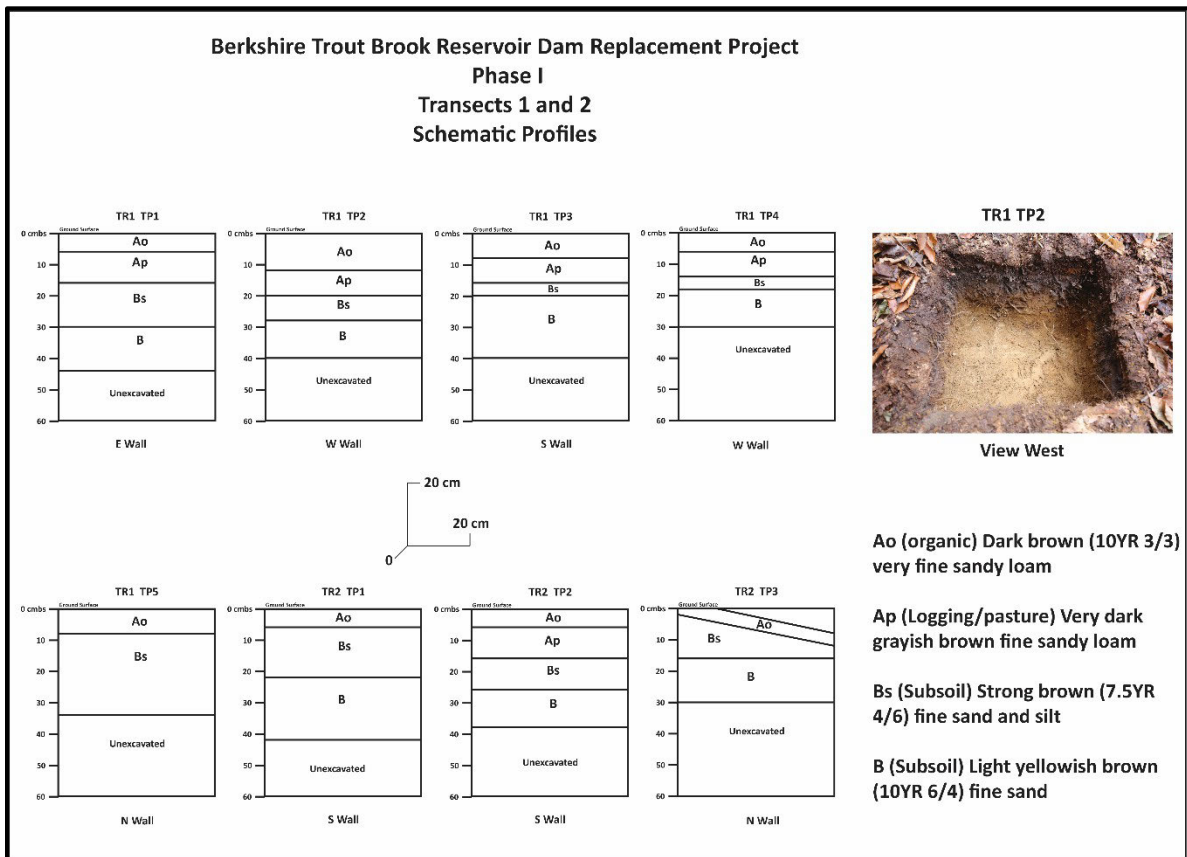 Berkshire Trout Brook Reservoir Dam Replacement Project
Phase I
Transects 1 and 2
Schematic Profiles
TR1 TP1
0 cmbs
Ground Surface
Ao
Ap
Bs
B
Unexcavated
10
20
30
40
50
60
E Wall
TR1 TP2
0 cmbs
Ground Surface
Ao
Ap
Bs
B
Unexcavated
10
20
30
40
50
60
W Wall
TR1 TP3
0 cmbs
Ground Surface
Ao
Ap
Bs
B
Unexcavated
10
20
30
40
50
60
S Wall
TR1 TP4
0 cmbs
Ground Surface
Ao
Ap
Bs
B
Unexcavated
10
20
30
40
50
60
W Wall
TR1 TP2
View West
20 cm
20 cm
0
TR1 TP5
0 cmbs
Ground Surface
Ao
Bs
Unexcavated
10
20
30
40
50
60
N Wall
TR2 TP1
0 cmbs
Ground Surface
Ao
Bs
B
Unexcavated
10
20
30
40
50
60
S Wall
TR2 TP2
0 cmbs
Ground Surface
Ao
Ap
Bs
B
Unexcavated
10
20
30
40
50
60
S Wall
TR2 TP3
0 cmbs
Ground Surface
Ao
Bs
B
Unexcavated
10
20
30
40
50
60
N Wall
Ao (organic) Dark brown (10YR 3/3)
very fine sandy loam
Ap (Logging/pasture) Very dark
grayish brown fine sandy loam
Bs (Subsoil) Strong brown (7.5YR
4/6) fine sand and silt
B (Subsoil) Light yellowish brown
(10YR 6/4) fine sand